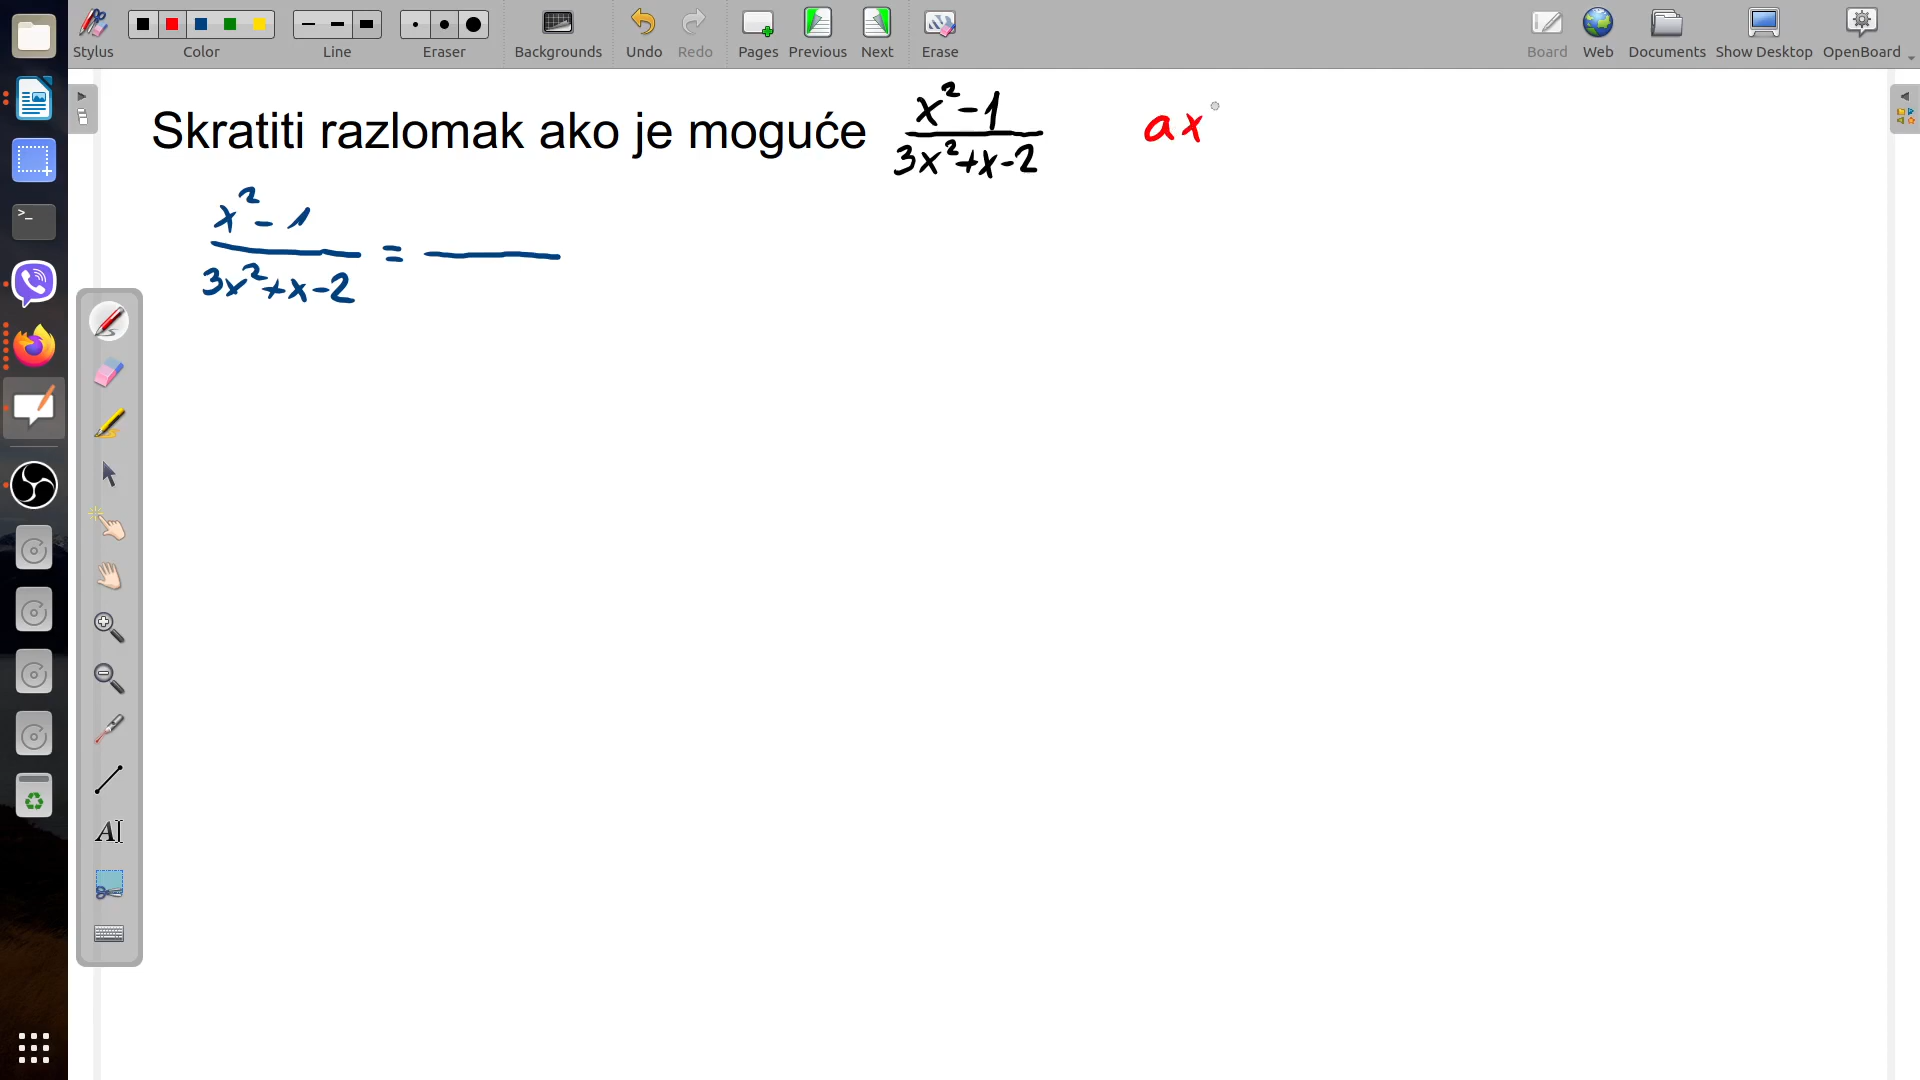 Stylus Color Line Eraser Backgrounds Undo Redo Pages Previous Next Erase Board Web Documents Show Desktop OpenBoard
Skratiti razlomak ako je moguće (x²-1)/(3x²+x-2) ax
(x²-1)/(3x²+x-2) =